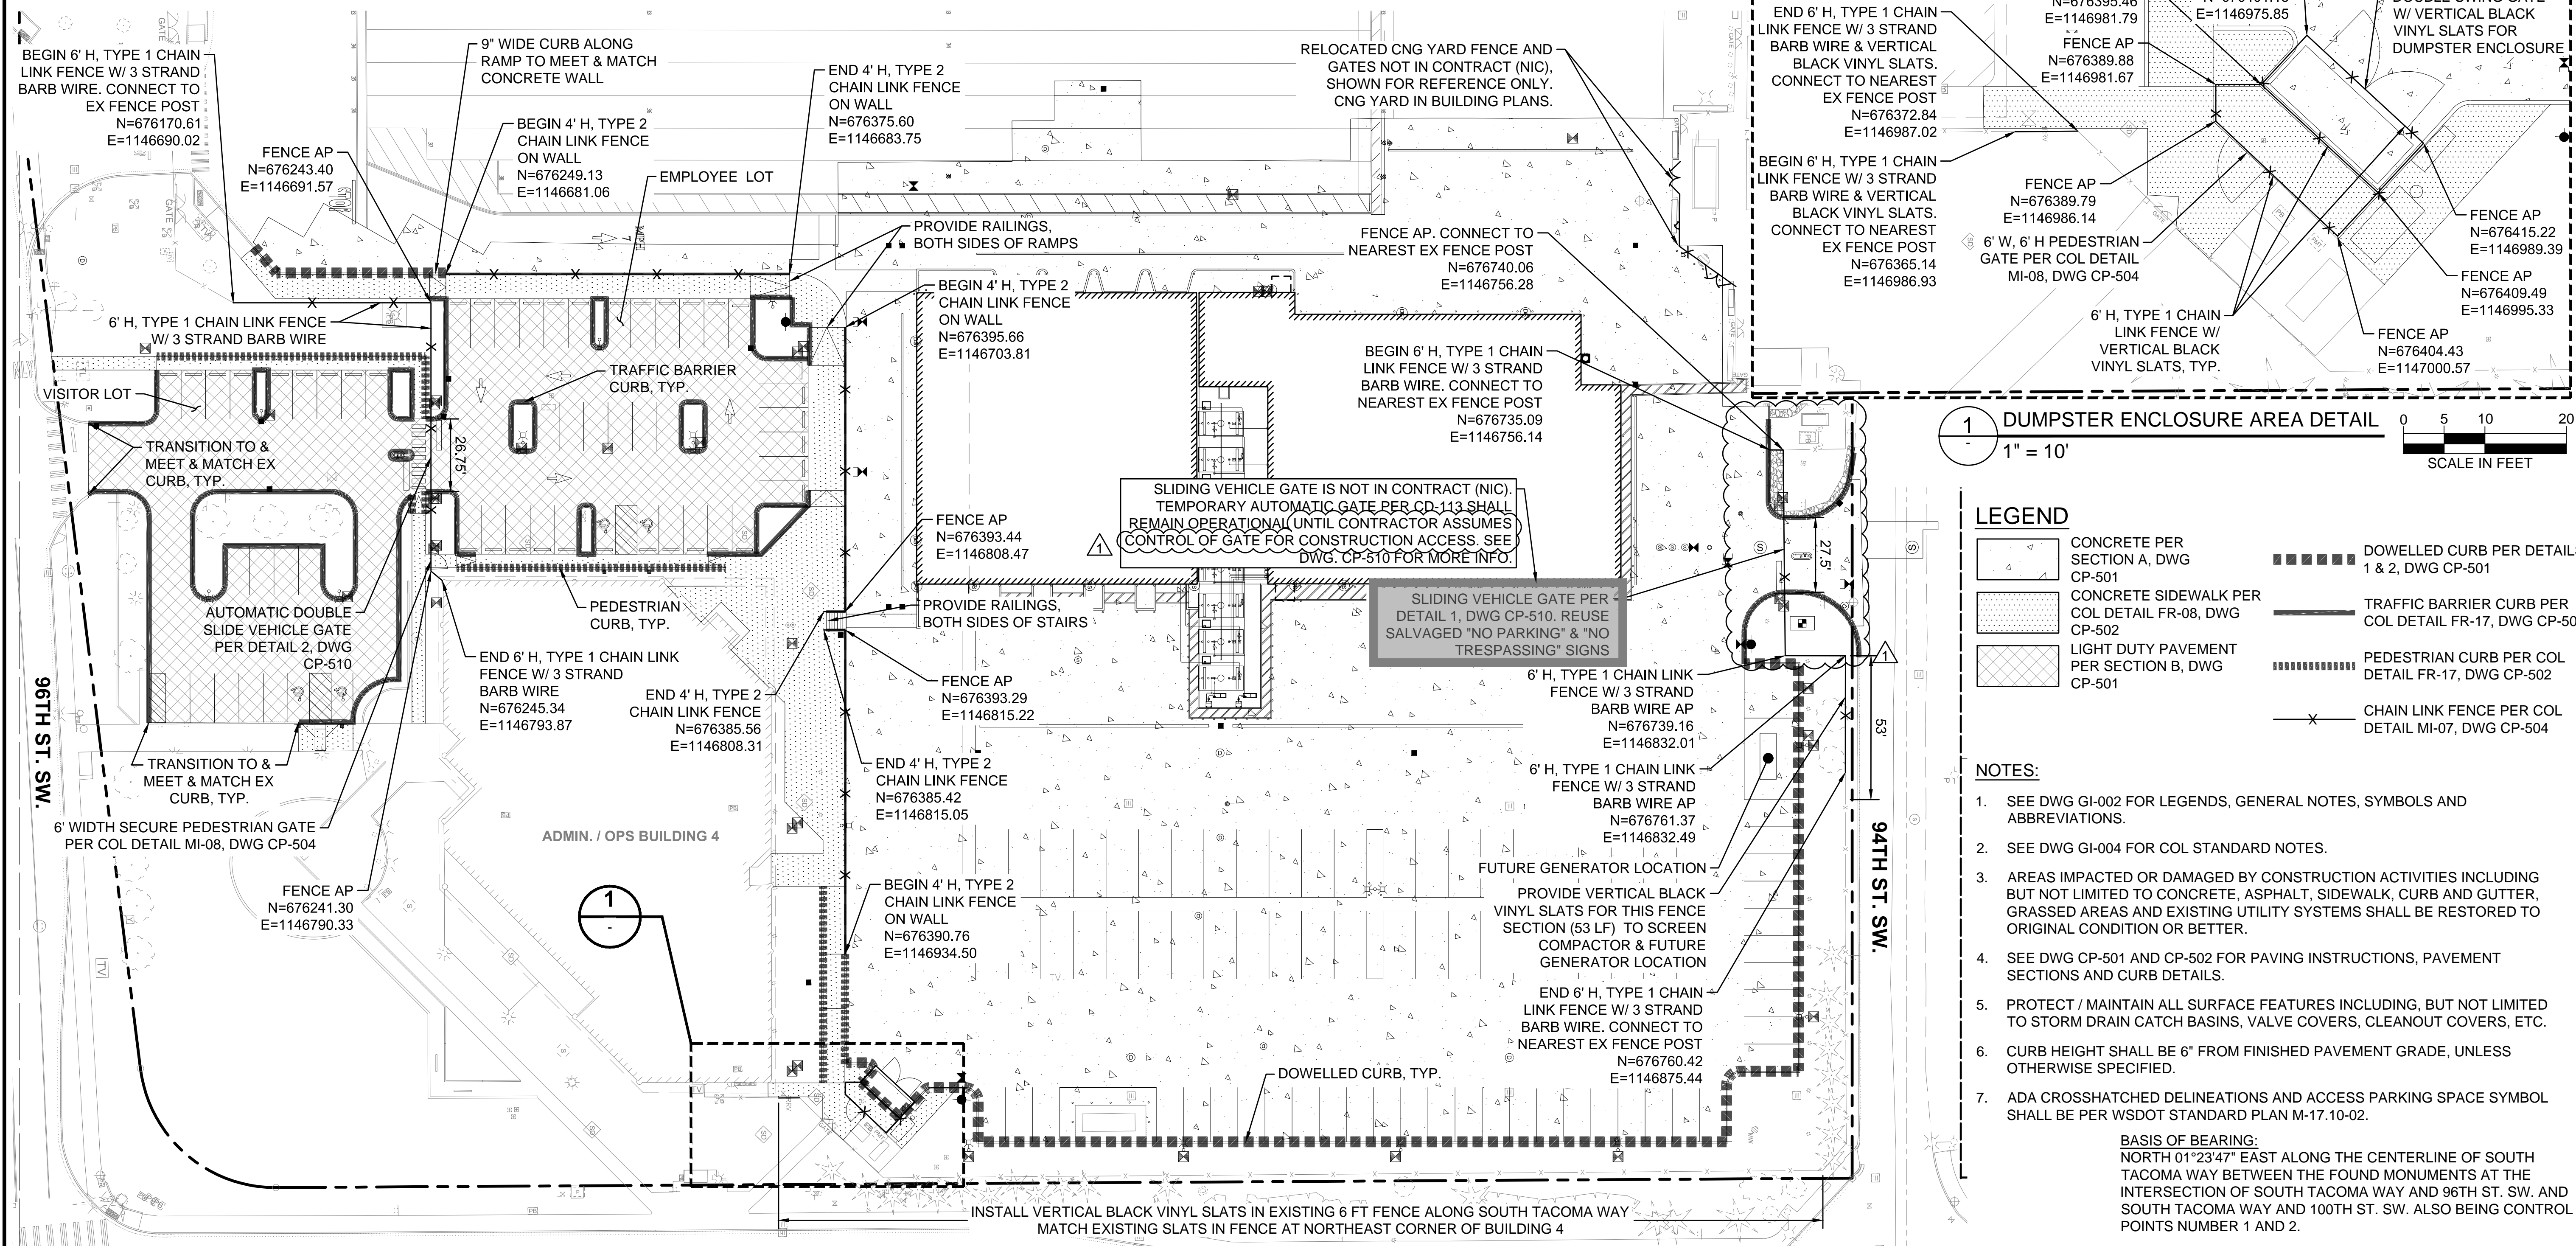 BEGIN 6' H, TYPE 1 CHAIN
LINK FENCE W/ 3 STRAND
BARB WIRE. CONNECT TO
EX FENCE POST
N=676170.61
E=1146690.02
9" WIDE CURB ALONG
RAMP TO MEET & MATCH
CONCRETE WALL
FENCE AP
N=676243.40
E=1146691.57
BEGIN 4' H, TYPE 2
CHAIN LINK FENCE
ON WALL
N=676249.13
E=1146681.06
EMPLOYEE LOT
END 4' H, TYPE 2
CHAIN LINK FENCE
ON WALL
N=676375.60
E=1146683.75
PROVIDE RAILINGS,
BOTH SIDES OF RAMPS
BEGIN 4' H, TYPE 2
CHAIN LINK FENCE
ON WALL
N=676395.66
E=1146703.81
RELOCATED CNG YARD FENCE AND
GATES NOT IN CONTRACT (NIC),
SHOWN FOR REFERENCE ONLY.
CNG YARD IN BUILDING PLANS.
FENCE AP. CONNECT TO
NEAREST EX FENCE POST
N=676740.06
E=1146756.28
BEGIN 6' H, TYPE 1 CHAIN
LINK FENCE W/ 3 STRAND
BARB WIRE. CONNECT TO
NEAREST EX FENCE POST
N=676735.09
E=1146756.14
6' H, TYPE 1 CHAIN LINK FENCE
W/ 3 STRAND BARB WIRE
VISITOR LOT
TRAFFIC BARRIER
CURB, TYP.
TRANSITION TO &
MEET & MATCH EX
CURB, TYP.
26.75'
SLIDING VEHICLE GATE IS NOT IN CONTRACT (NIC).
TEMPORARY AUTOMATIC GATE PER CD-113 SHALL
REMAIN OPERATIONAL UNTIL CONTRACTOR ASSUMES
CONTROL OF GATE FOR CONSTRUCTION ACCESS. SEE
DWG. CP-510 FOR MORE INFO.
1
FENCE AP
N=676393.44
E=1146808.47
SLIDING VEHICLE GATE PER
DETAIL 1, DWG CP-510. REUSE
SALVAGED "NO PARKING" & "NO
TRESPASSING" SIGNS
27.5'
1
AUTOMATIC DOUBLE
SLIDE VEHICLE GATE
PER DETAIL 2, DWG
CP-510
PEDESTRIAN
CURB, TYP.
PROVIDE RAILINGS,
BOTH SIDES OF STAIRS
END 6' H, TYPE 1 CHAIN LINK
FENCE W/ 3 STRAND
BARB WIRE
N=676245.34
E=1146793.87
END 4' H, TYPE 2
CHAIN LINK FENCE
N=676385.56
E=1146808.31
FENCE AP
N=676393.29
E=1146815.22
END 4' H, TYPE 2
CHAIN LINK FENCE
N=676385.42
E=1146815.05
6' H, TYPE 1 CHAIN LINK
FENCE W/ 3 STRAND
BARB WIRE AP
N=676739.16
E=1146832.01
6' H, TYPE 1 CHAIN LINK
FENCE W/ 3 STRAND
BARB WIRE AP
N=676761.37
E=1146832.49
53'
FUTURE GENERATOR LOCATION
PROVIDE VERTICAL BLACK
VINYL SLATS FOR THIS FENCE
SECTION (53 LF) TO SCREEN
COMPACTOR & FUTURE
GENERATOR LOCATION
END 6' H, TYPE 1 CHAIN
LINK FENCE W/ 3 STRAND
BARB WIRE. CONNECT TO
NEAREST EX FENCE POST
N=676760.42
E=1146875.44
96TH ST. SW.
94TH ST. SW.
TRANSITION TO &
MEET & MATCH EX
CURB, TYP.
6' WIDTH SECURE PEDESTRIAN GATE
PER COL DETAIL MI-08, DWG CP-504
ADMIN. / OPS BUILDING 4
FENCE AP
N=676241.30
E=1146790.33
1
-
BEGIN 4' H, TYPE 2
CHAIN LINK FENCE
ON WALL
N=676390.76
E=1146934.50
DOWELLED CURB, TYP.
INSTALL VERTICAL BLACK VINYL SLATS IN EXISTING 6 FT FENCE ALONG SOUTH TACOMA WAY
MATCH EXISTING SLATS IN FENCE AT NORTHEAST CORNER OF BUILDING 4
END 6' H, TYPE 1 CHAIN
LINK FENCE W/ 3 STRAND
BARB WIRE & VERTICAL
BLACK VINYL SLATS.
CONNECT TO NEAREST
EX FENCE POST
N=676372.84
E=1146987.02
N=676395.46
E=1146981.79
E=1146975.85
W/ VERTICAL BLACK
VINYL SLATS FOR
DUMPSTER ENCLOSURE
FENCE AP
N=676389.88
E=1146981.67
BEGIN 6' H, TYPE 1 CHAIN
LINK FENCE W/ 3 STRAND
BARB WIRE & VERTICAL
BLACK VINYL SLATS.
CONNECT TO NEAREST
EX FENCE POST
N=676365.14
E=1146986.93
FENCE AP
N=676389.79
E=1146986.14
6' W, 6' H PEDESTRIAN
GATE PER COL DETAIL
MI-08, DWG CP-504
FENCE AP
N=676415.22
E=1146989.39
FENCE AP
N=676409.49
E=1146995.33
6' H, TYPE 1 CHAIN
LINK FENCE W/
VERTICAL BLACK
VINYL SLATS, TYP.
FENCE AP
N=676404.43
E=1147000.57
1
-
DUMPSTER ENCLOSURE AREA DETAIL
1" = 10'
0 5 10 20
SCALE IN FEET
LEGEND
CONCRETE PER
SECTION A, DWG
CP-501
CONCRETE SIDEWALK PER
COL DETAIL FR-08, DWG
CP-502
LIGHT DUTY PAVEMENT
PER SECTION B, DWG
CP-501
DOWELLED CURB PER DETAIL
1 & 2, DWG CP-501
TRAFFIC BARRIER CURB PER
COL DETAIL FR-17, DWG
PEDESTRIAN CURB PER COL
DETAIL FR-17, DWG CP-502
CHAIN LINK FENCE PER COL
DETAIL MI-07, DWG CP-504
NOTES:
1. SEE DWG GI-002 FOR LEGENDS, GENERAL NOTES, SYMBOLS AND
ABBREVIATIONS.
2. SEE DWG GI-004 FOR COL STANDARD NOTES.
3. AREAS IMPACTED OR DAMAGED BY CONSTRUCTION ACTIVITIES INCLUDING
BUT NOT LIMITED TO CONCRETE, ASPHALT, SIDEWALK, CURB AND GUTTER,
GRASSED AREAS AND EXISTING UTILITY SYSTEMS SHALL BE RESTORED TO
ORIGINAL CONDITION OR BETTER.
4. SEE DWG CP-501 AND CP-502 FOR PAVING INSTRUCTIONS, PAVEMENT
SECTIONS AND CURB DETAILS.
5. PROTECT / MAINTAIN ALL SURFACE FEATURES INCLUDING, BUT NOT LIMITED
TO STORM DRAIN CATCH BASINS, VALVE COVERS, CLEANOUT COVERS, ETC.
6. CURB HEIGHT SHALL BE 6" FROM FINISHED PAVEMENT GRADE, UNLESS
OTHERWISE SPECIFIED.
7. ADA CROSSHATCHED DELINEATIONS AND ACCESS PARKING SPACE SYMBOL
SHALL BE PER WSDOT STANDARD PLAN M-17.10-02.
BASIS OF BEARING:
NORTH 01°23'47" EAST ALONG THE CENTERLINE OF SOUTH
TACOMA WAY BETWEEN THE FOUND MONUMENTS AT THE
INTERSECTION OF SOUTH TACOMA WAY AND 96TH ST. SW. AND
SOUTH TACOMA WAY AND 100TH ST. SW. ALSO BEING CONTROL
POINTS NUMBER 1 AND 2.